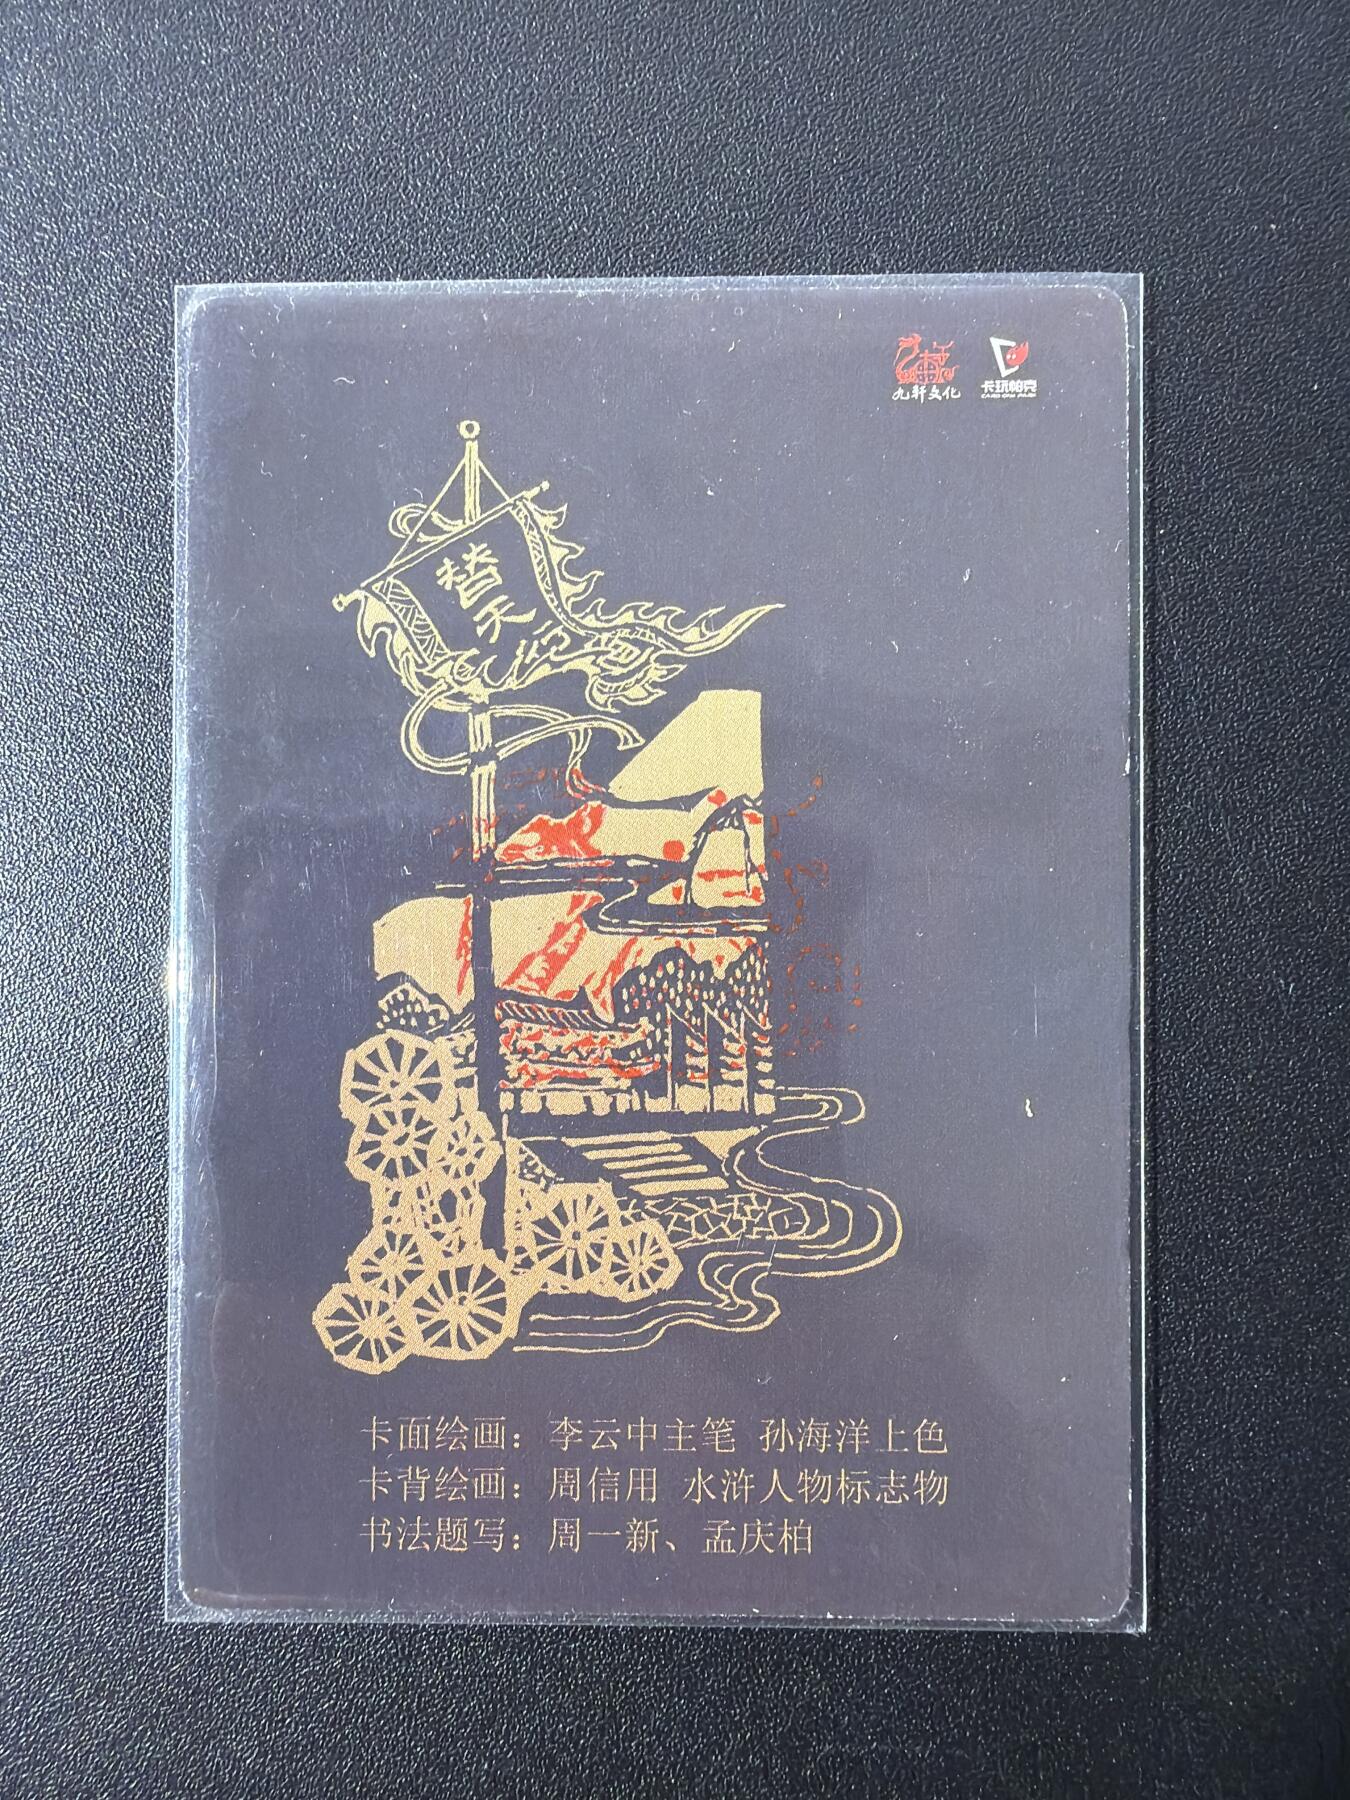 九轩文化
卡玩帕克
替天行道
卡面绘画：李云中主笔 孙海洋上色
卡背绘画：周信用 水浒人物标志物
书法题写：周一新、孟庆柏